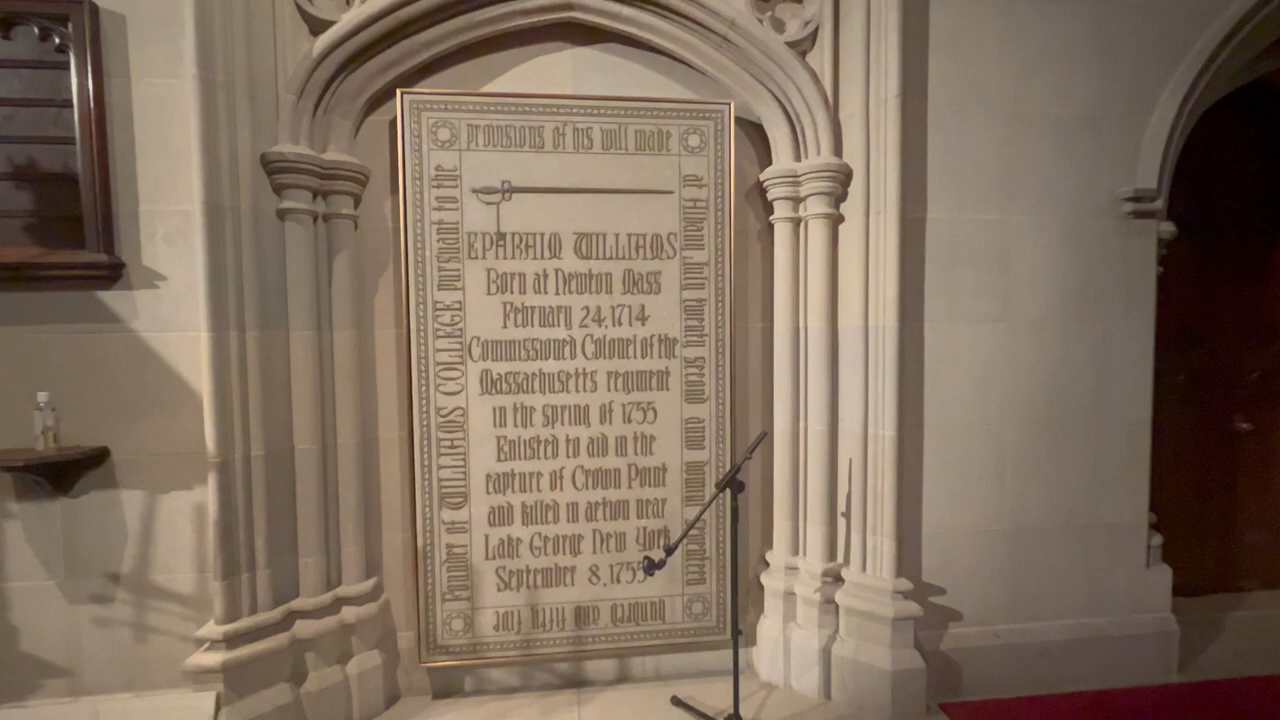 Founder of WILLIAMS COLLEGE pursuant to the
provisions of his will made
at Albany July twenty second anno domini seventeen
hundred and fifty five
EPHRAIM WILLIAMS
Born at Newton Mass
February 24, 1714
Commissioned Colonel of the
Massachusetts regiment
in the spring of 1755
Enlisted to aid in the
capture of Crown Point
and killed in action near
Lake George New York
September 8, 1755